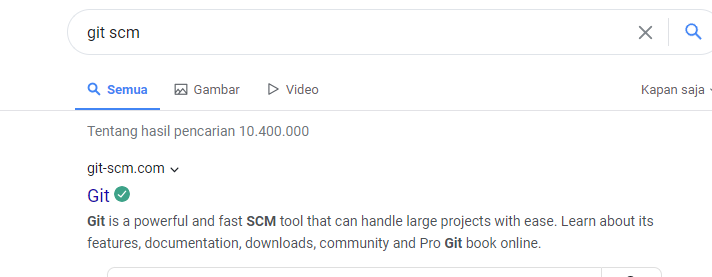 git scm
Semua Gambar Video Kapan saja
Tentang hasil pencarian 10.400.000
git-scm.com
Git
Git is a powerful and fast SCM tool that can handle large projects with ease. Learn about its
features, documentation, downloads, community and Pro Git book online.